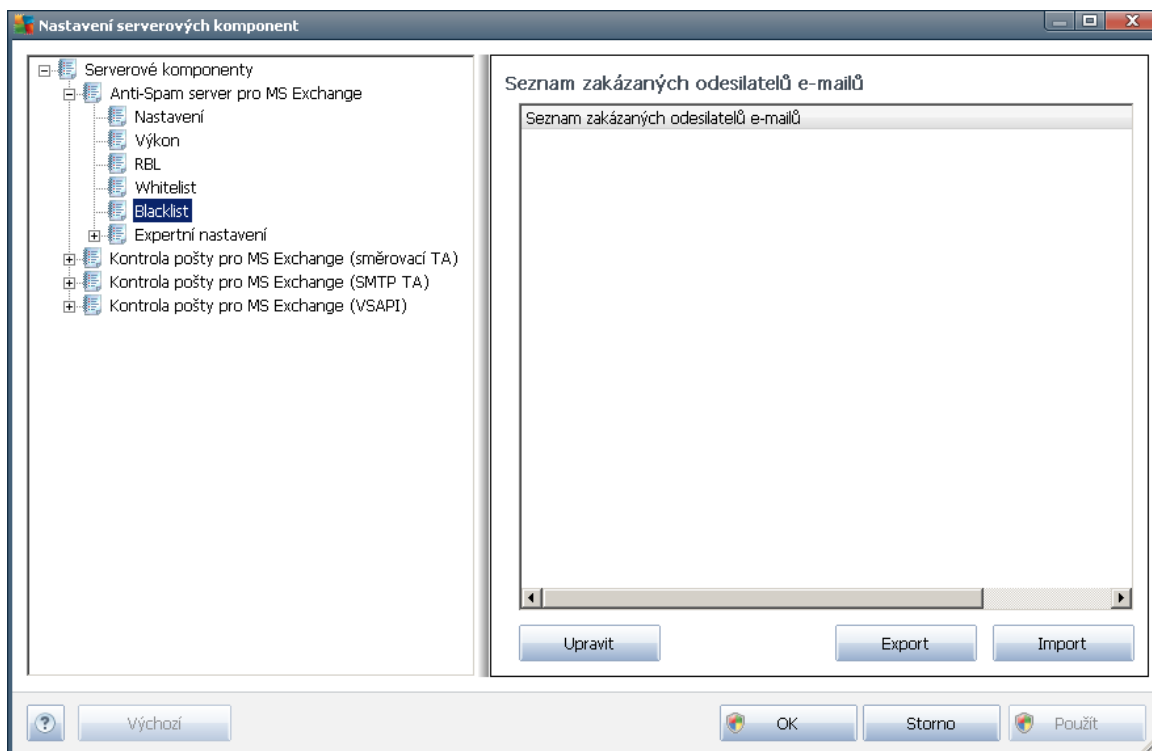 Nastavení serverových komponent
Serverové komponenty
Anti-Spam server pro MS Exchange
Nastavení
Výkon
RBL
Whitelist
Blacklist
Expertní nastavení
Kontrola pošty pro MS Exchange (směrovací TA)
Kontrola pošty pro MS Exchange (SMTP TA)
Kontrola pošty pro MS Exchange (VSAPI)
Seznam zakázaných odesilatelů e-mailů
Seznam zakázaných odesilatelů e-mailů
Upravit
Export
Import
?
Výchozí
OK
Storno
Použít